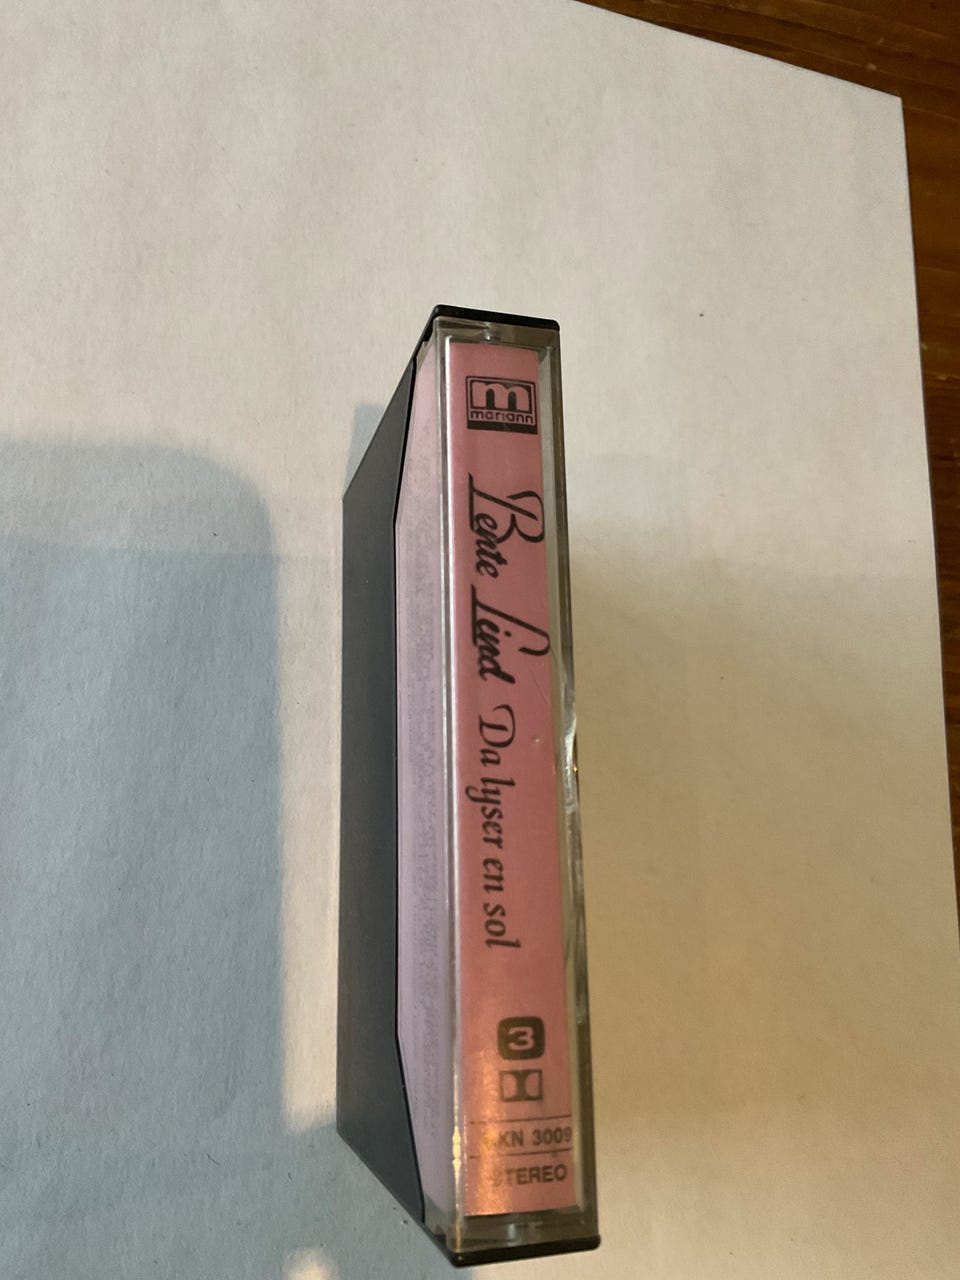 mariann
Bente Lind Da lyser en sol
3
KN 3009
STEREO